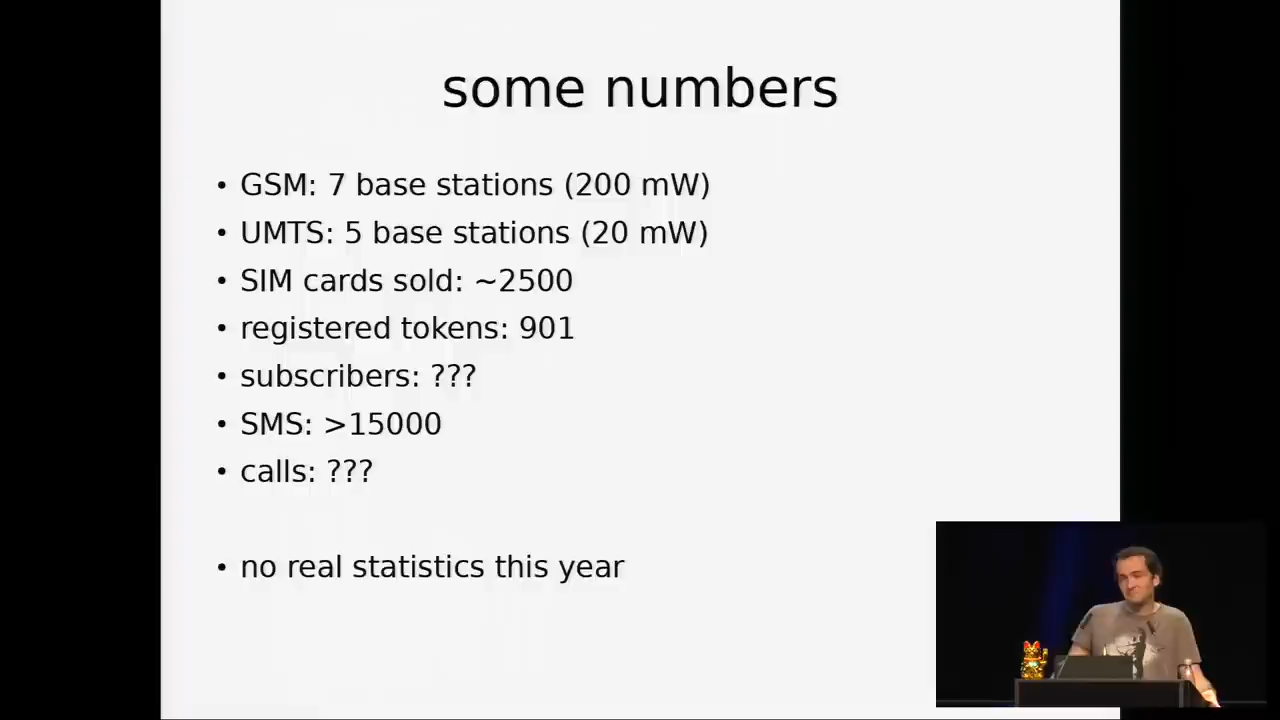 some numbers
• GSM: 7 base stations (200 mW)
• UMTS: 5 base stations (20 mW)
• SIM cards sold: ~2500
• registered tokens: 901
• subscribers: ???
• SMS: >15000
• calls: ???
• no real statistics this year